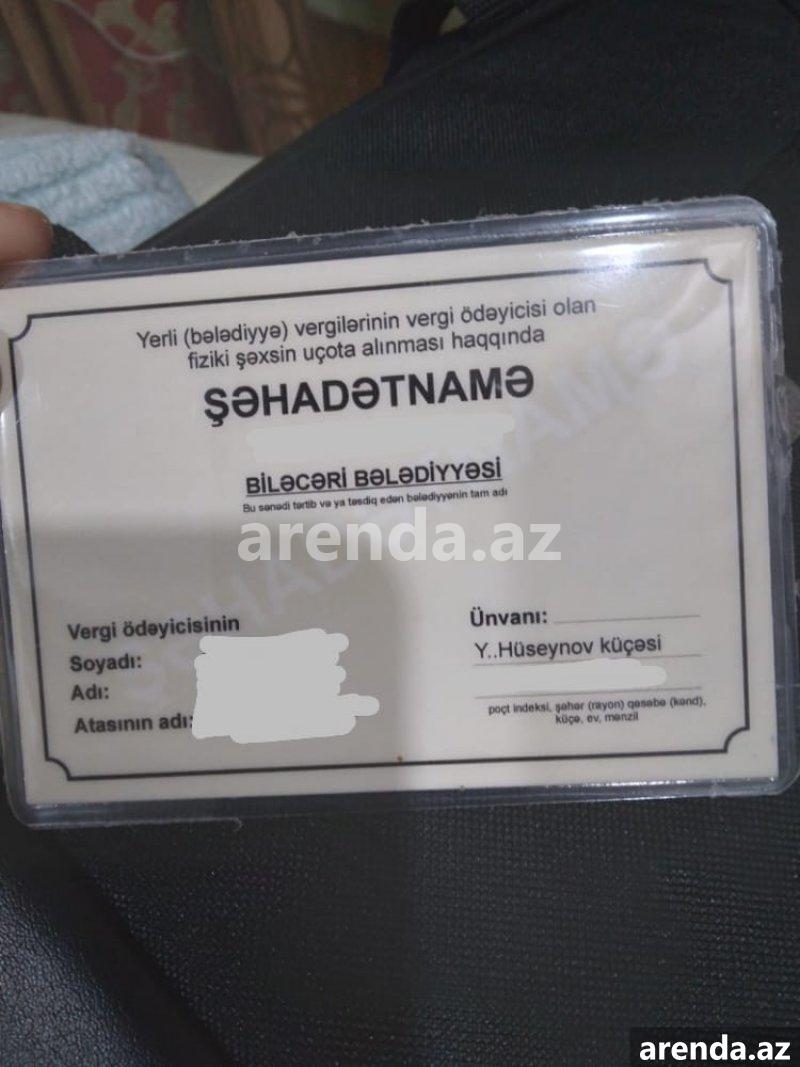 Yerli (bələdiyyə) vergilərinin vergi ödəyicisi olan
fiziki şəxsin uçota alınması haqqında
ŞƏHADƏTNAMƏ
BİLƏCƏRİ BƏLƏDİYYƏSİ
Bu sənədi tərtib və ya təsdiq edən bələdiyyənin tam adı
arenda.az
Vergi ödəyicisinin
Soyadı:
Adı:
Atasının adı:
Ünvanı:
Y..Hüseynov küçəsi
poçt indeksi, şəhər (rayon) qəsəbə (kənd),
küçə, ev, mənzil
arenda.az